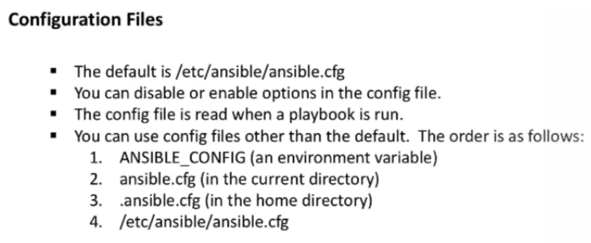 Configuration Files
▪ The default is /etc/ansible/ansible.cfg
▪ You can disable or enable options in the config file.
▪ The config file is read when a playbook is run.
▪ You can use config files other than the default.  The order is as follows:
1. ANSIBLE_CONFIG (an environment variable)
2. ansible.cfg (in the current directory)
3. .ansible.cfg (in the home directory)
4. /etc/ansible/ansible.cfg